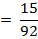 = 15/92